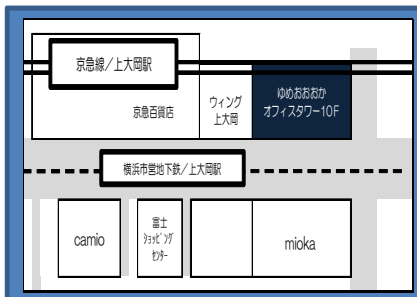 京急線／上大岡駅
京急百貨店
ウィング
上大岡
ゆめおおおか
オフィスタワー10F
横浜市営地下鉄／上大岡駅
camio
富士
ｼｮｯﾋﾟﾝｸﾞ
ｾﾝﾀｰ
mioka